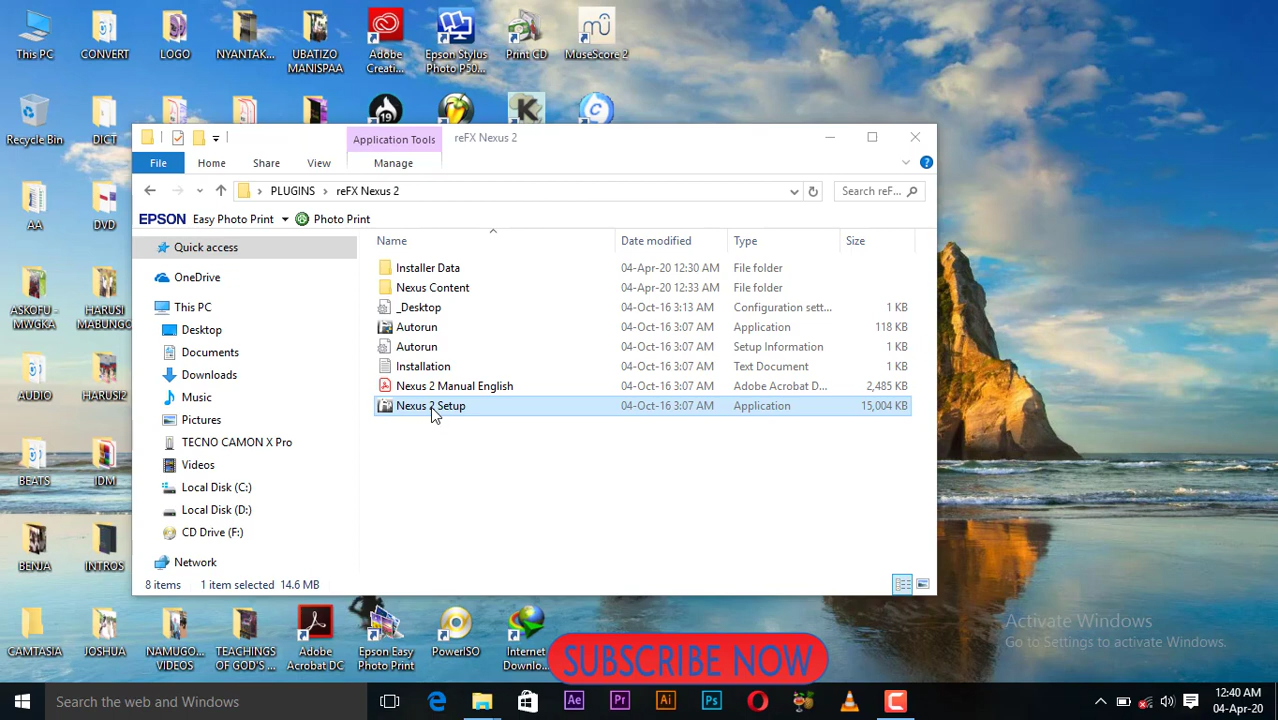 This PC
CONVERT
LOGO
NYANTAK...
UBATIZO
MANISPAA
Adobe
Creati...
Epson Stylus
Photo P50...
Print CD
MuseScore 2
Recycle Bin
DICT
Application Tools
reFX Nexus 2
File
Home
Share
View
Manage
PLUGINS
reFX Nexus 2
Search reF...
EPSON
Easy Photo Print
Photo Print
Quick access
OneDrive
This PC
Desktop
Documents
Downloads
Music
Pictures
TECNO CAMON X Pro
Videos
Local Disk (C:)
Local Disk (D:)
CD Drive (F:)
Network
Name
Date modified
Type
Size
Installer Data
04-Apr-20 12:30 AM
File folder
Nexus Content
04-Apr-20 12:33 AM
File folder
_Desktop
04-Oct-16 3:13 AM
Configuration sett...
1 KB
Autorun
04-Oct-16 3:07 AM
Application
118 KB
Autorun
04-Oct-16 3:07 AM
Setup Information
1 KB
Installation
04-Oct-16 3:07 AM
Text Document
1 KB
Nexus 2 Manual English
04-Oct-16 3:07 AM
Adobe Acrobat D...
2,485 KB
Nexus 2 Setup
04-Oct-16 3:07 AM
Application
15,004 KB
8 items
1 item selected 14.6 MB
AA
DVD
ASKOFU -
MWGKA
HARUSI
MABUNGO
AUDIO
HARUSI2
BEATS
IDM
BENJA
INTROS
CAMTASIA
JOSHUA
NAMUGO...
VIDEOS
TEACHINGS
OF GOD'S ...
Adobe
Acrobat DC
Epson Easy
Photo Print
PowerISO
Internet
Downlo...
SUBSCRIBE NOW
Activate Windows
Go to Settings to activate Windows.
Search the web and Windows
Ae
Pr
Ai
Ps
12:40 AM
04-Apr-20